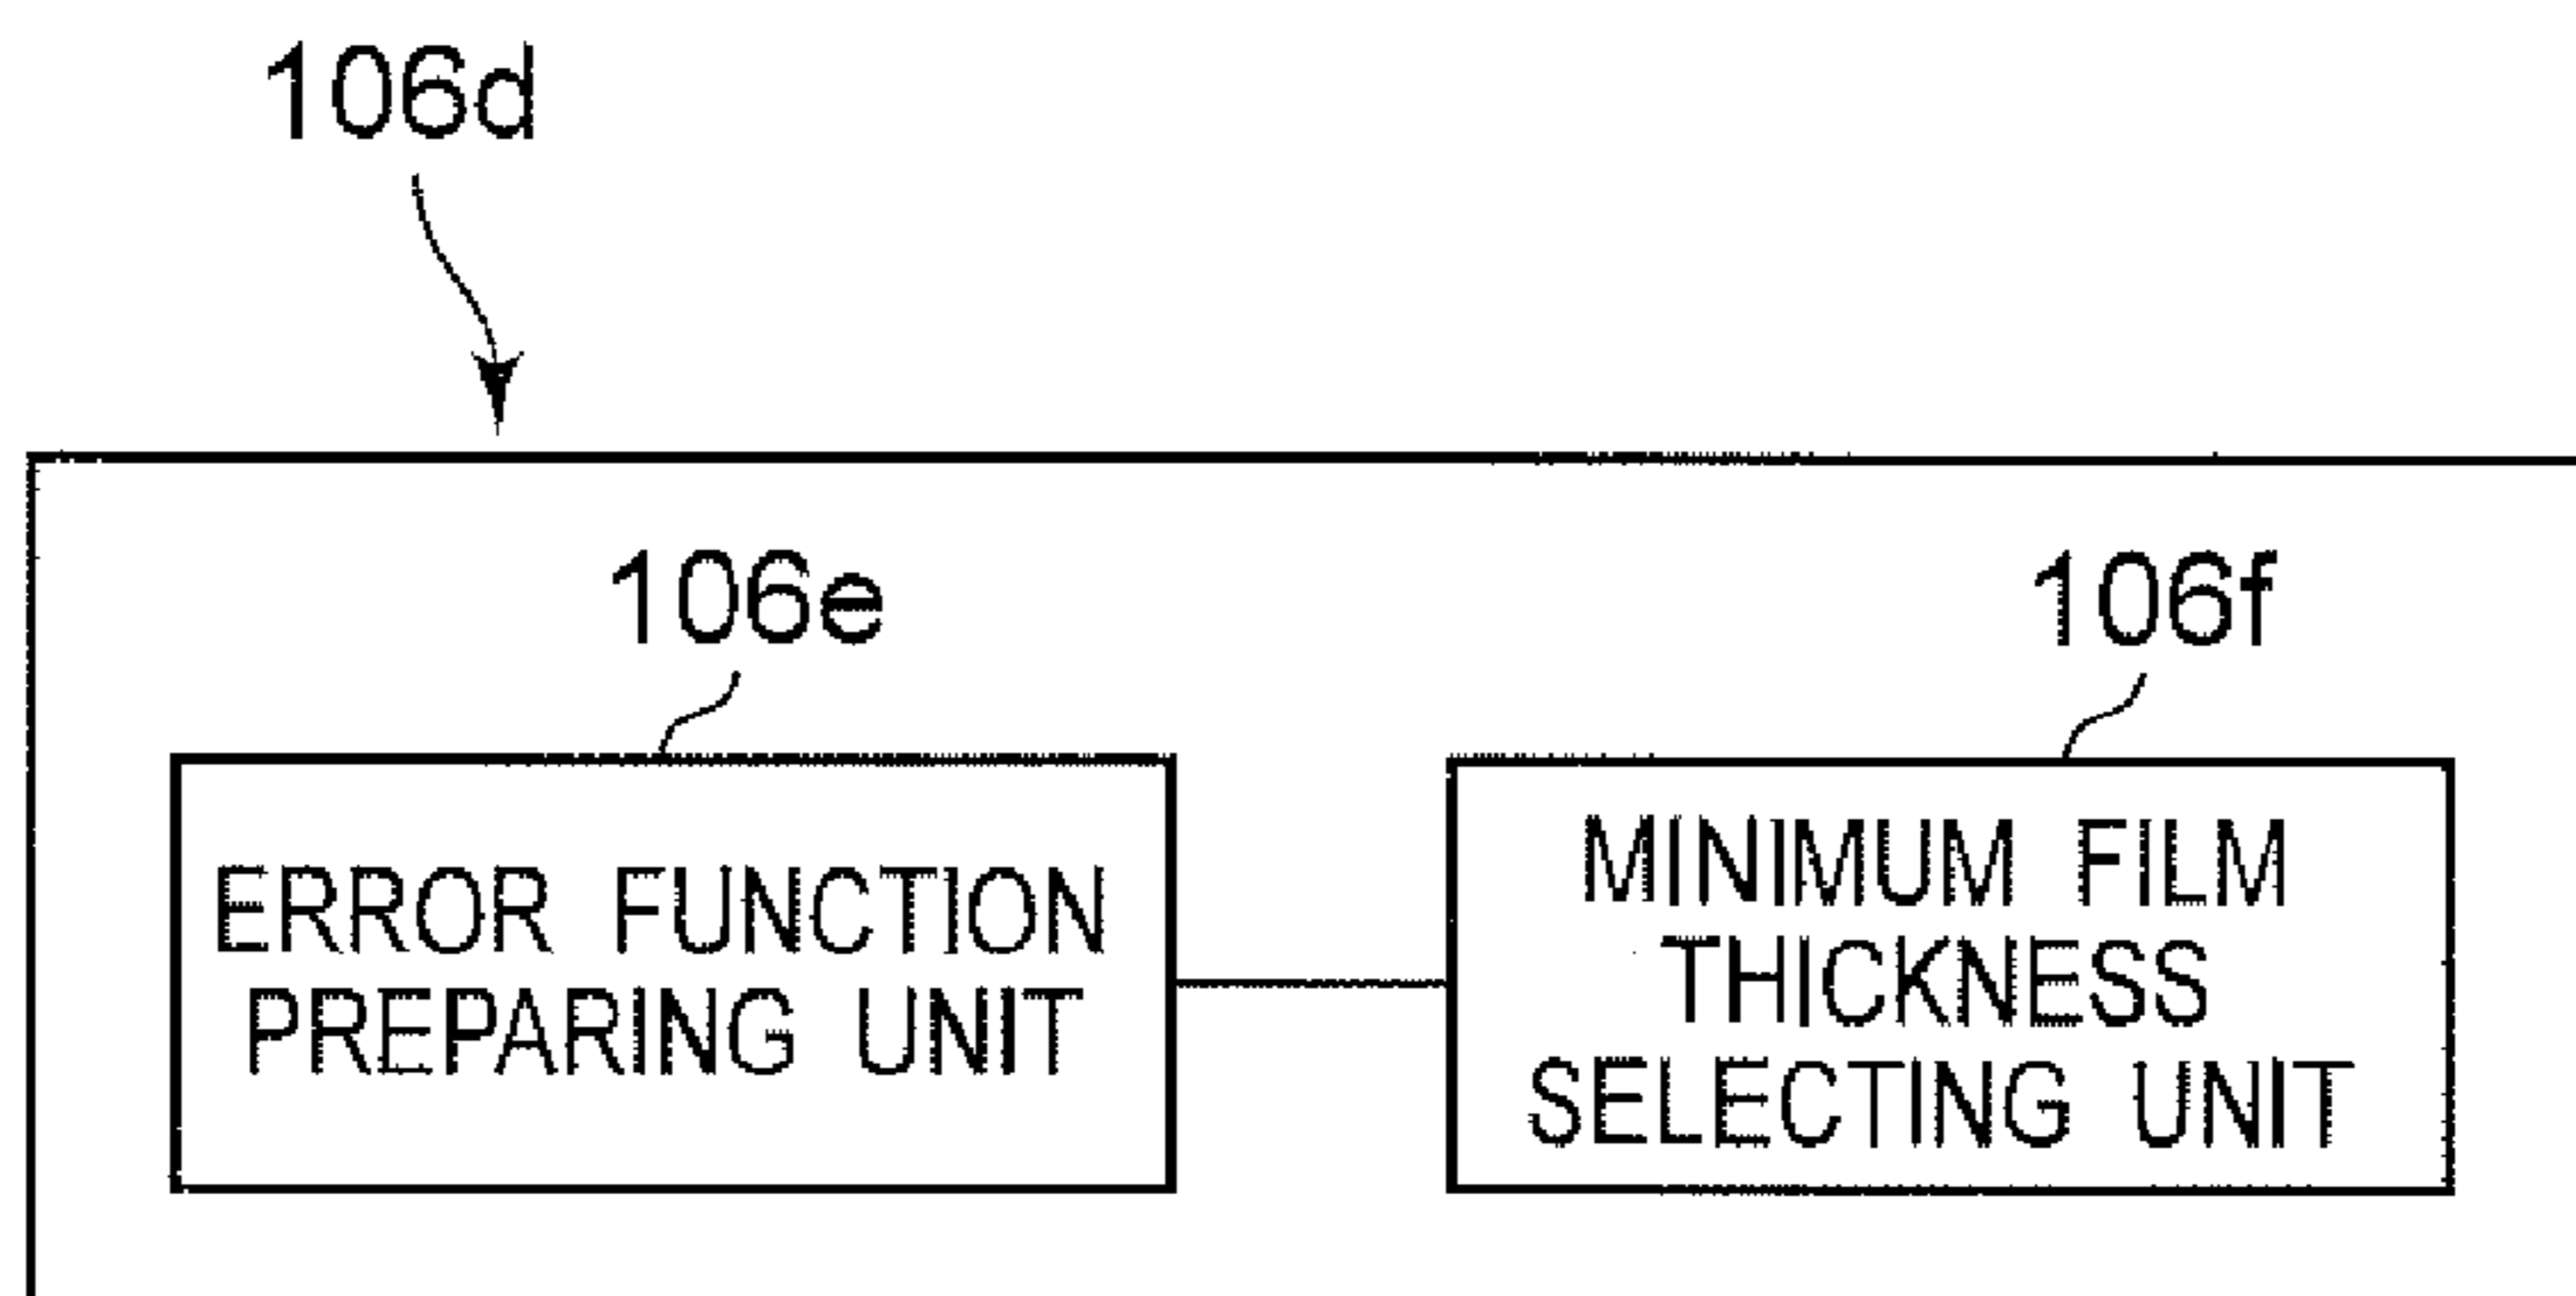 106d
106e
106f
ERROR FUNCTION
PREPARING UNIT
MINIMUM FILM
THICKNESS
SELECTING UNIT